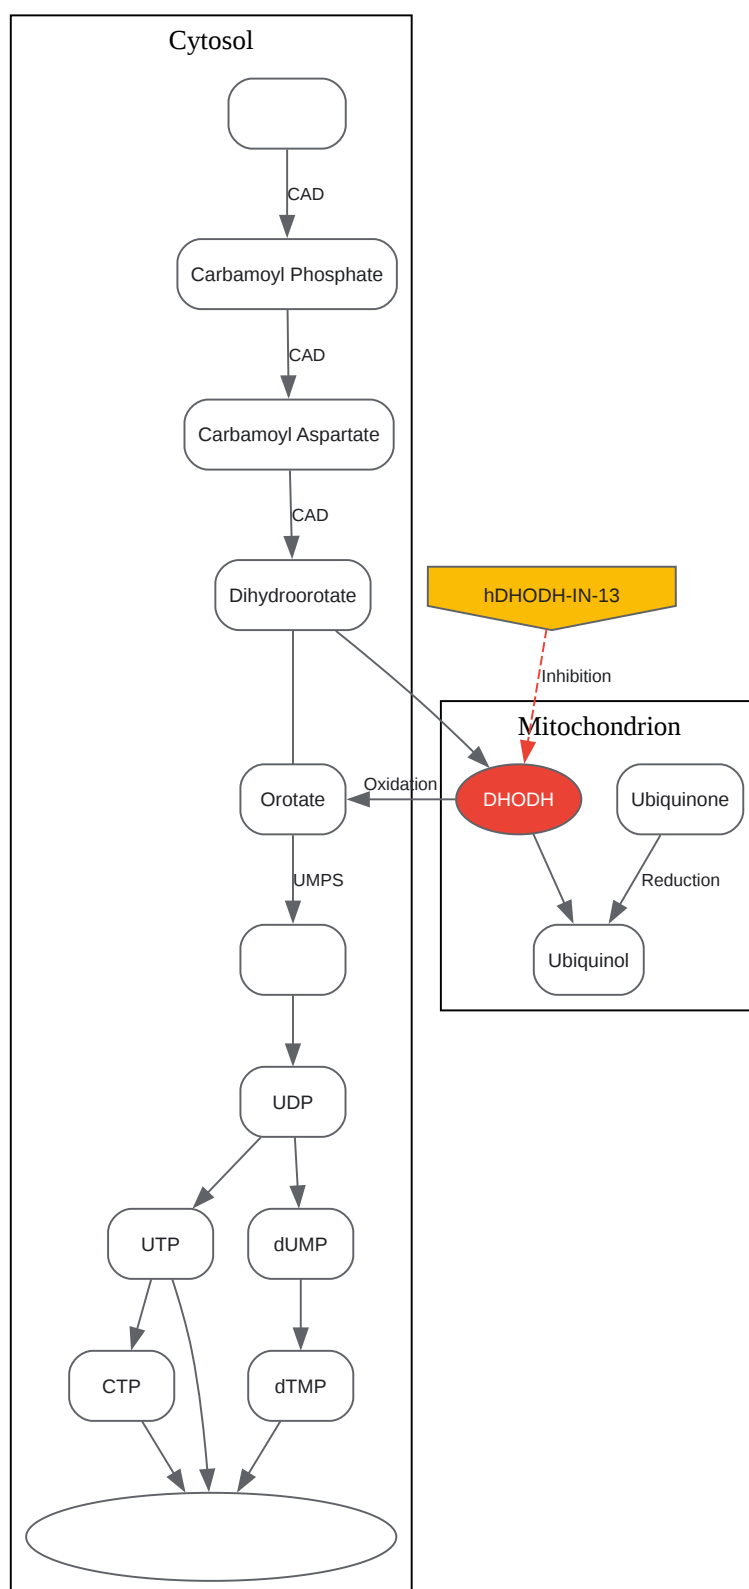 Cytosol
CAD
Carbamoyl Phosphate
CAD
Carbamoyl Aspartate
CAD
Dihydroorotate
hDHODH-IN-13
Inhibition
Mitochondrion
Oxidation
Orotate
DHODH
Ubiquinone
UMPS
Reduction
Ubiquinol
UDP
UTP
dUMP
CTP
dTMP